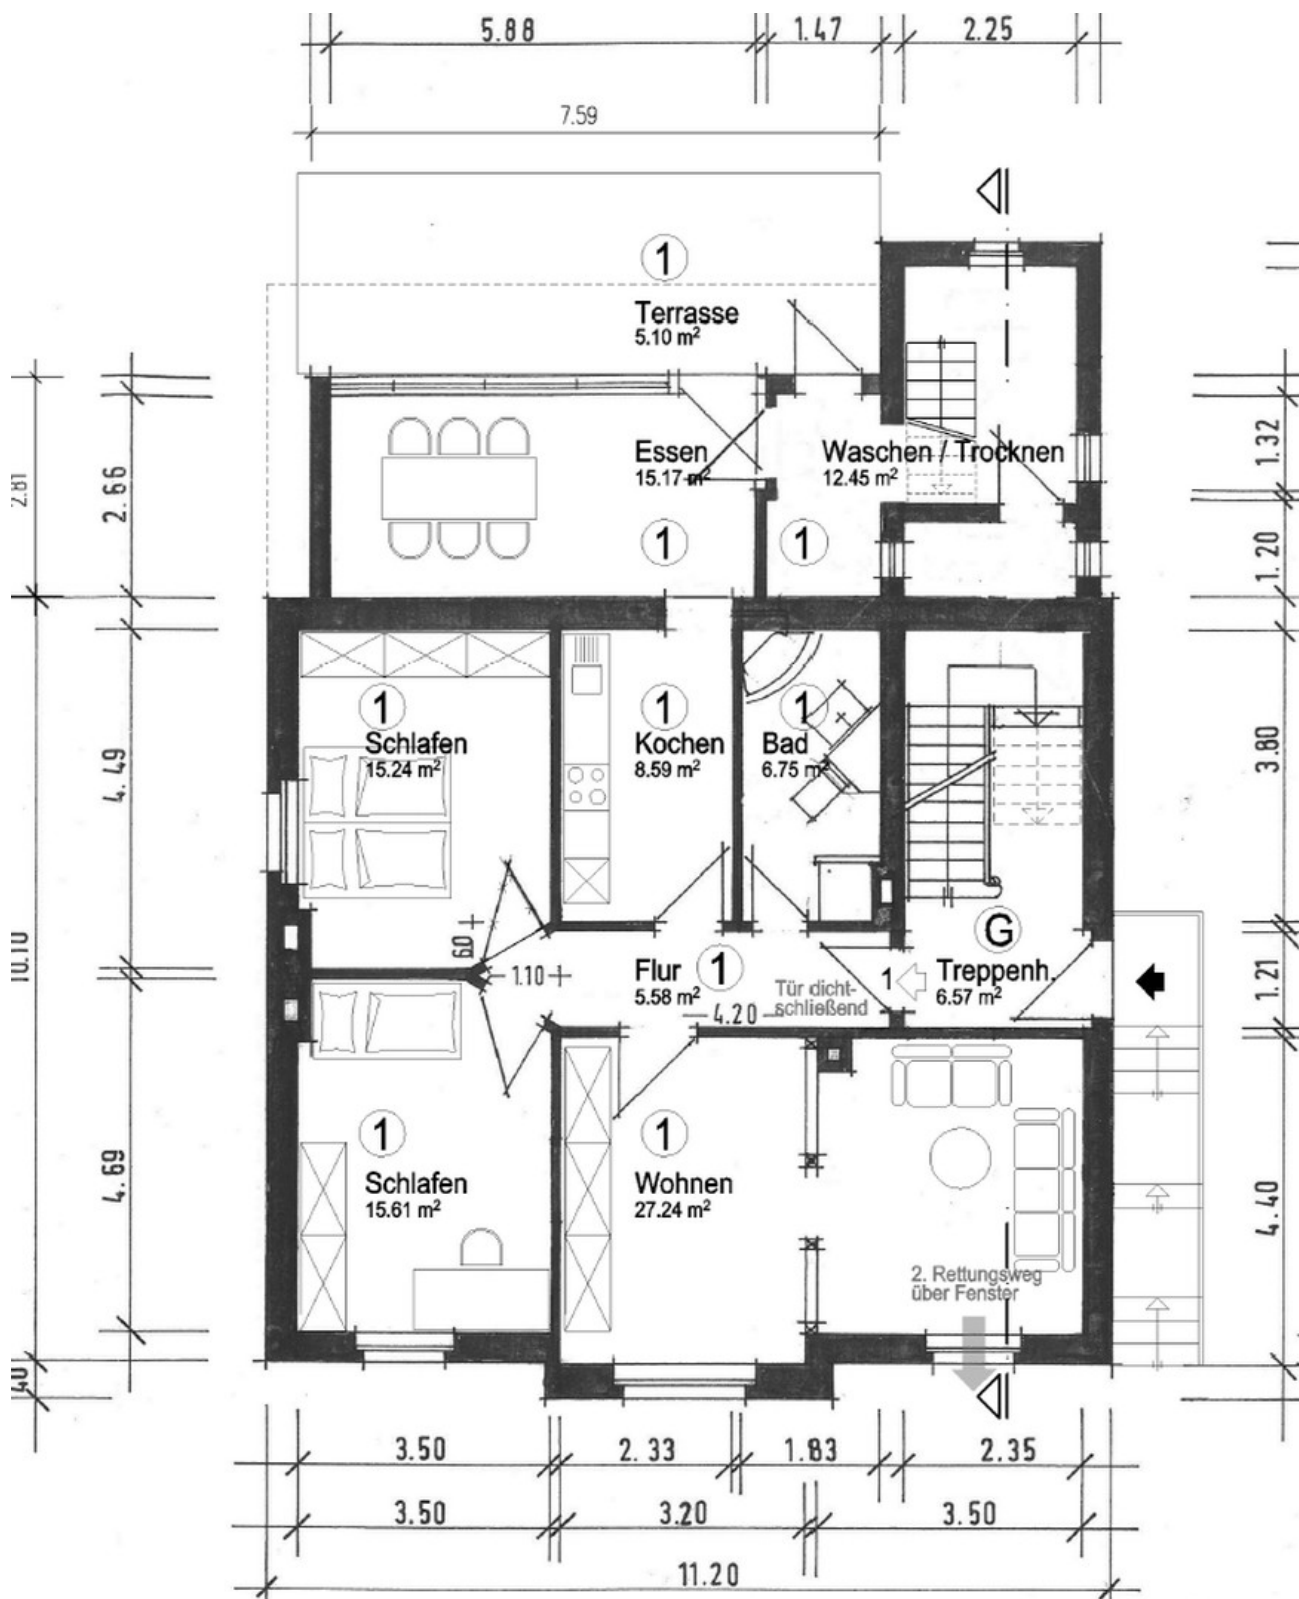 5.88
1.47
2.25
7.59
1
Terrasse
5.10 m²
Essen
15.17 m²
Waschen / Trocknen
12.45 m²
1
1
2.81
2.66
1.32
1.20
1
Schlafen
15.24 m²
1
Kochen
8.59 m²
1
Bad
6.75 m²
4.49
3.80
60
1.10
Flur
5.58 m²
1
4.20
Tür dicht-
schließend
1
G
Treppenh.
6.57 m²
10.10
1.21
1
Schlafen
15.61 m²
1
Wohnen
27.24 m²
4.69
4.40
2. Rettungsweg
über Fenster
40
3.50
2.33
1.83
2.35
3.50
3.20
3.50
11.20